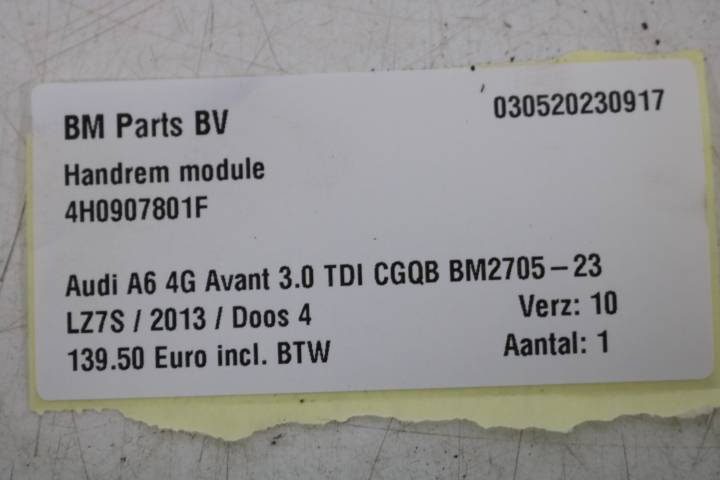 BM Parts BV 030520230917
Handrem module
4H0907801F
Audi A6 4G Avant 3.0 TDI CGQB BM2705-23
LZ7S / 2013 / Doos 4 Verz: 10
139.50 Euro incl. BTW Aantal: 1